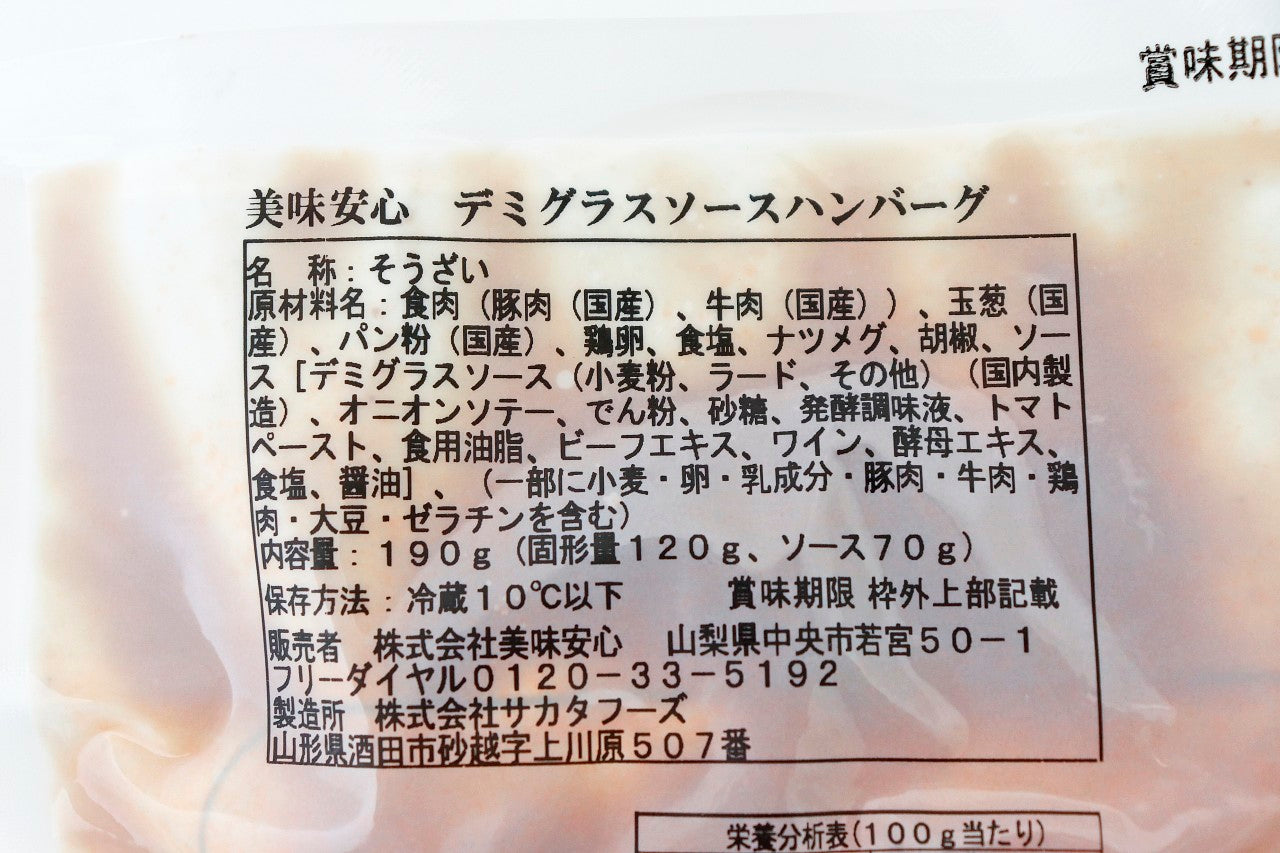 賞味期限
美味安心　デミグラスソースハンバーグ
名　称：そうざい
原材料名：食肉（豚肉（国産）、牛肉（国産））、玉葱（国
産）、パン粉（国産）、鶏卵、食塩、ナツメグ、胡椒、ソー
ス［デミグラスソース（小麦粉、ラード、その他）（国内製
造）、オニオンソテー、でん粉、砂糖、発酵調味液、トマト
ペースト、食用油脂、ビーフエキス、ワイン、酵母エキス、
食塩、醤油］、（一部に小麦・卵・乳成分・豚肉・牛肉・鶏
肉・大豆・ゼラチンを含む）
内容量：１９０ｇ（固形量１２０ｇ、ソース７０ｇ）
保存方法：冷蔵１０℃以下　賞味期限 枠外上部記載
販売者　株式会社美味安心　山梨県中央市若宮５０－１
フリーダイヤル０１２０－３３－５１９２
製造所　株式会社サカタフーズ
山形県酒田市砂越字上川原５０７番
栄養分析表（１００ｇ当たり）